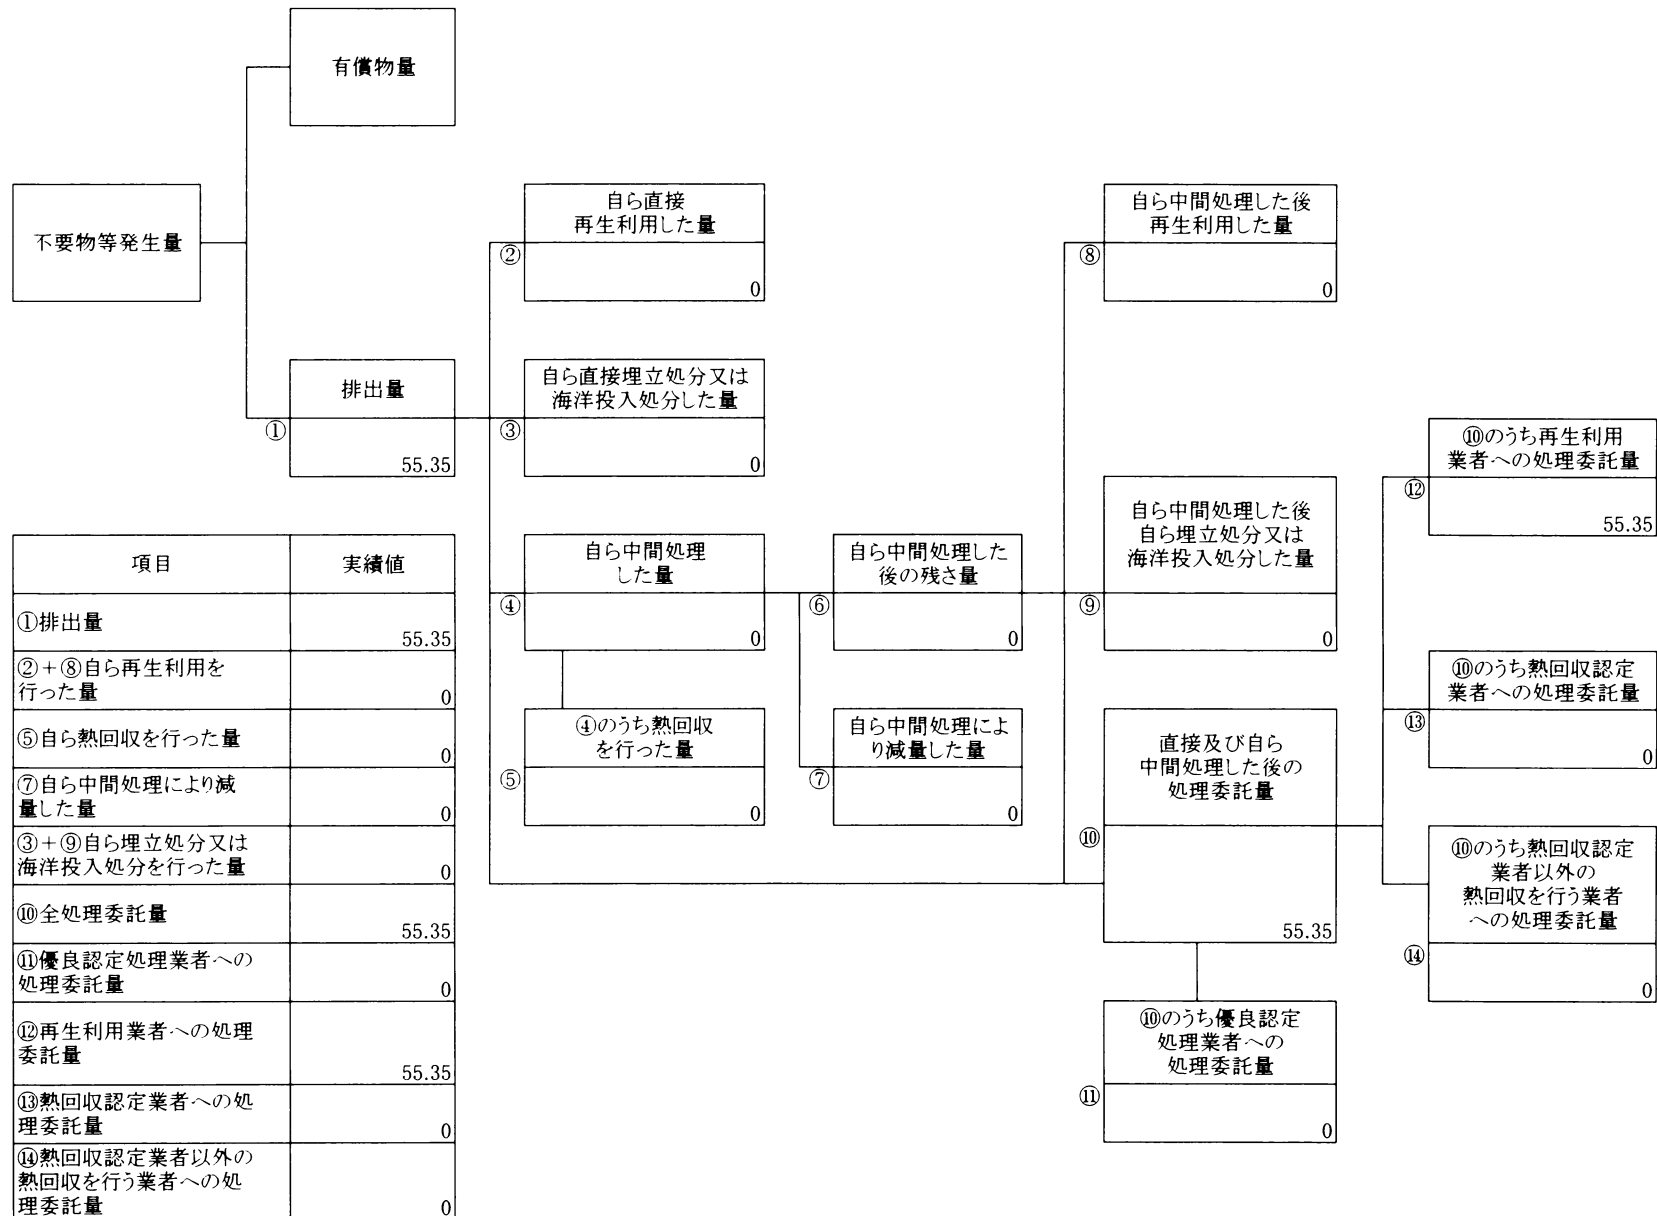 有償物量
不要物等発生量
自ら直接
再生利用した量
②
0
自ら中間処理した後
再生利用した量
⑧
0
排出量
①
55.35
自ら直接埋立処分又は
海洋投入処分した量
③
0
⑩のうち再生利用
業者への処理委託量
⑫
55.35
自ら中間処理した後
自ら埋立処分又は
海洋投入処分した量
⑨
0
自ら中間処理
した量
④
0
自ら中間処理した
後の残さ量
⑥
0
⑩のうち熱回収認定
業者への処理委託量
⑬
0
④のうち熱回収
を行った量
⑤
0
自ら中間処理によ
り減量した量
⑦
0
直接及び自ら
中間処理した後の
処理委託量
⑩
55.35
⑩のうち熱回収認定
業者以外の
熱回収を行う業者
への処理委託量
⑭
0
⑩のうち優良認定
処理業者への
処理委託量
⑪
0
項目 実績値
①排出量
55.35
②+⑧自ら再生利用を
行った量
0
⑤自ら熱回収を行った量
0
⑦自ら中間処理により減
量した量
0
③+⑨自ら埋立処分又は
海洋投入処分を行った量
0
⑩全処理委託量
55.35
⑪優良認定処理業者への
処理委託量
0
⑫再生利用業者への処理
委託量
55.35
⑬熱回収認定業者への処
理委託量
0
⑭熱回収認定業者以外の
熱回収を行う業者への処
理委託量
0